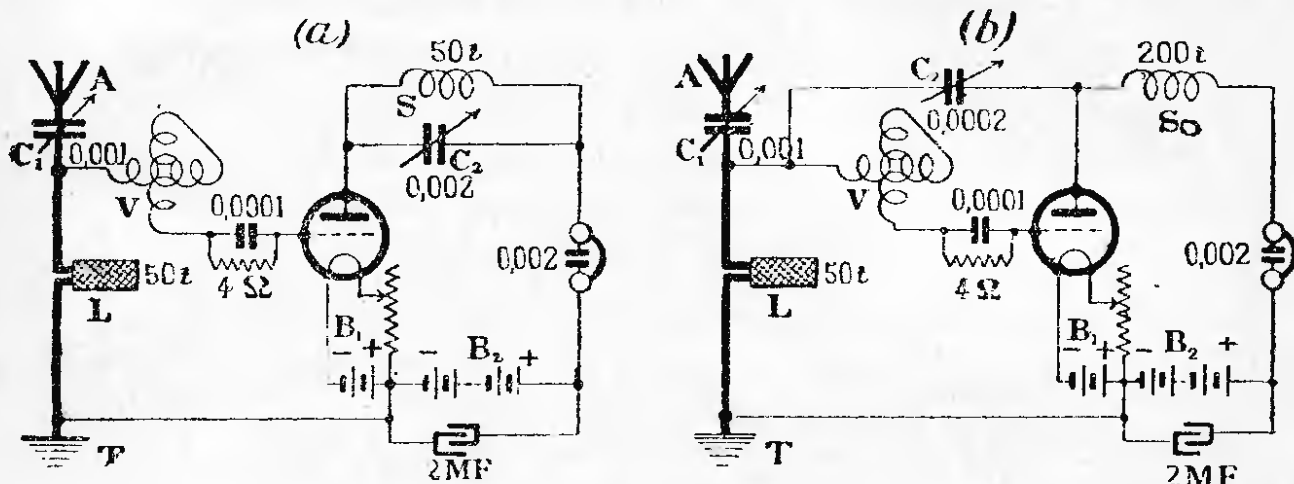 (a)
50 t
A
S
C₁
0,001
C₂
0,002
V
0,0001
4 Ω
50 t
L
0,002
B₁
- +
-
B₂
+
T
2MF
(b)
200 t
A
C₂
0,0002
S₀
C₁
0,001
V
0,0001
4 Ω
50 t
L
0,002
B₁
- +
-
B₂
+
T
2MF